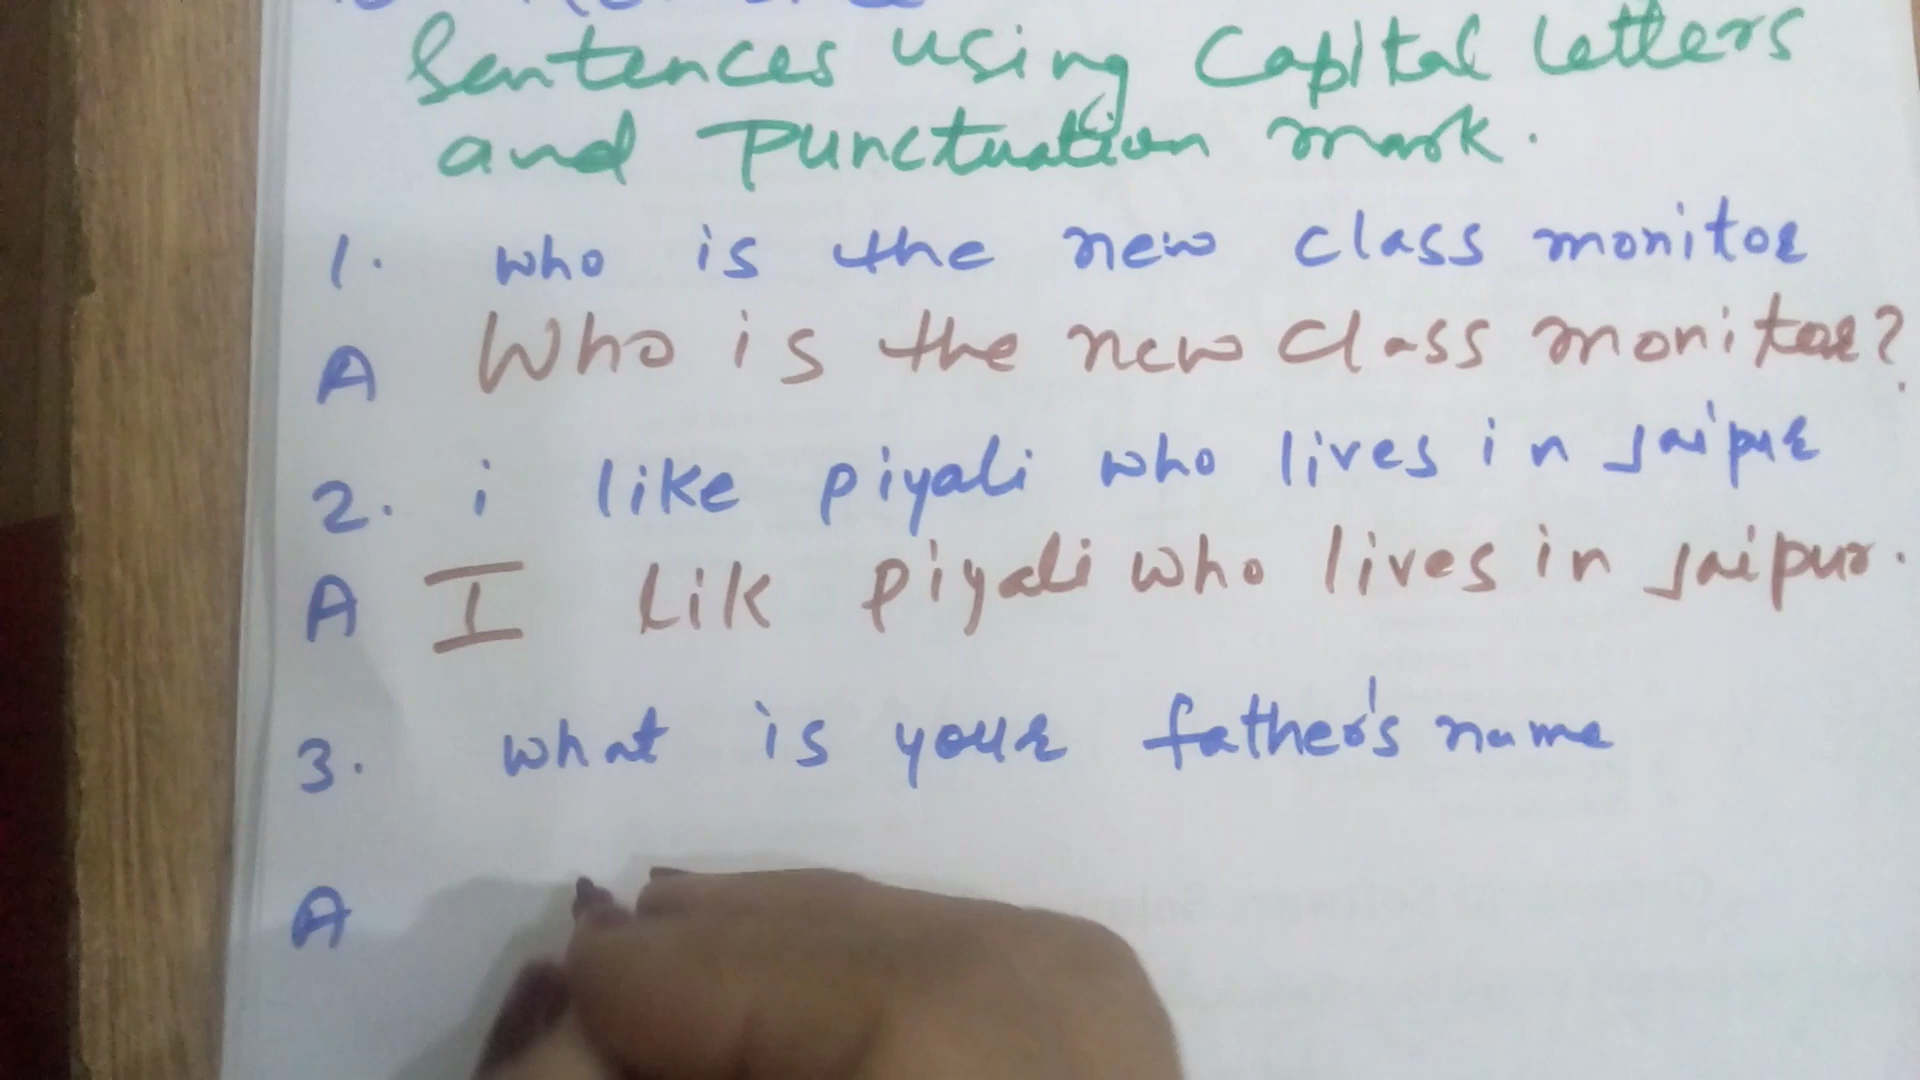 Sentences using Capital letters
and Punctuation mark.
1. who is the new class monitor
A Who is the new class monitor?
2. i like piyali who lives in jaipur
A I Lik Piyali who lives in Jaipur.
3. what is your father's name
A